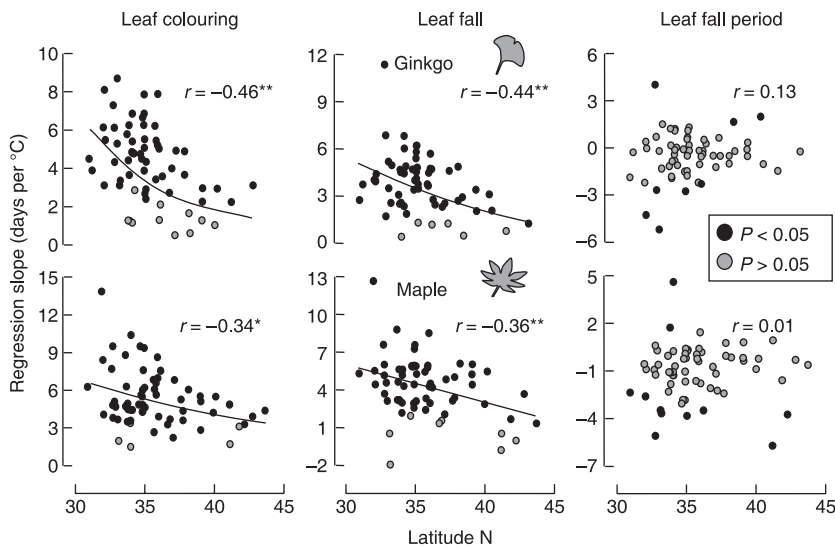 Leaf colouring Leaf fall Leaf fall period
10
8
6
4
2
0
r = −0.46**
12
9
6
3
0
Ginkgo
r = −0.44**
6
3
0
−3
−6
r = 0.13
P < 0.05
P > 0.05
Regression slope (days per °C)
15
12
9
6
3
0
r = −0.34*
13
10
7
4
1
−2
Maple
r = −0.36**
5
1
−1
−4
−7
r = 0.01
30 35 40 45 30 35 40 45 30 35 40 45
Latitude N